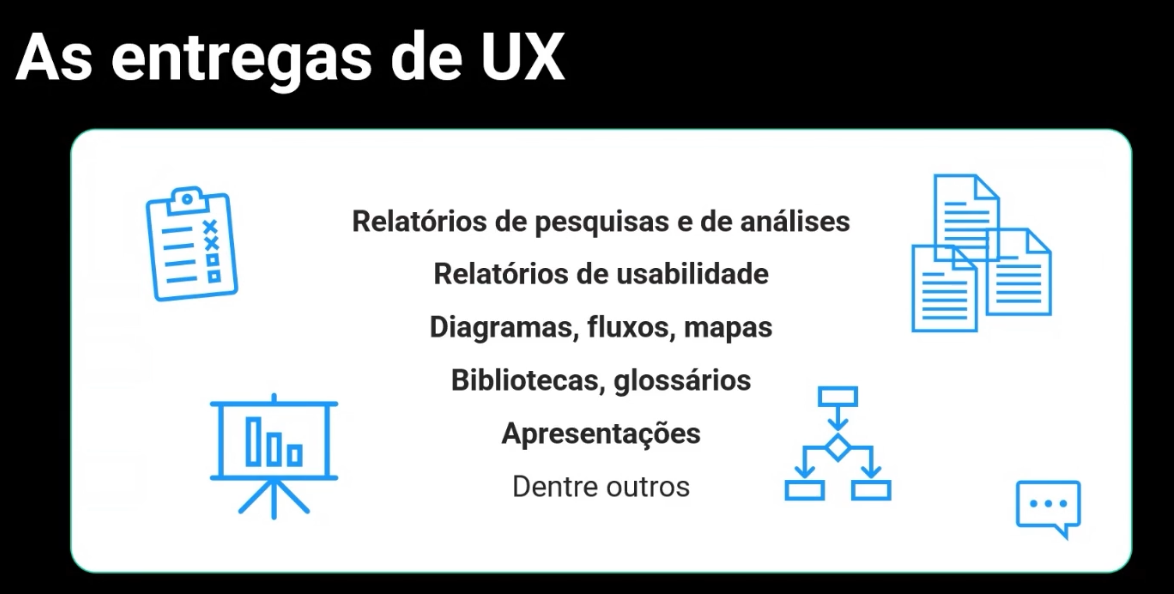 As entregas de UX
Relatórios de pesquisas e de análises
Relatórios de usabilidade
Diagramas, fluxos, mapas
Bibliotecas, glossários
Apresentações
Dentre outros